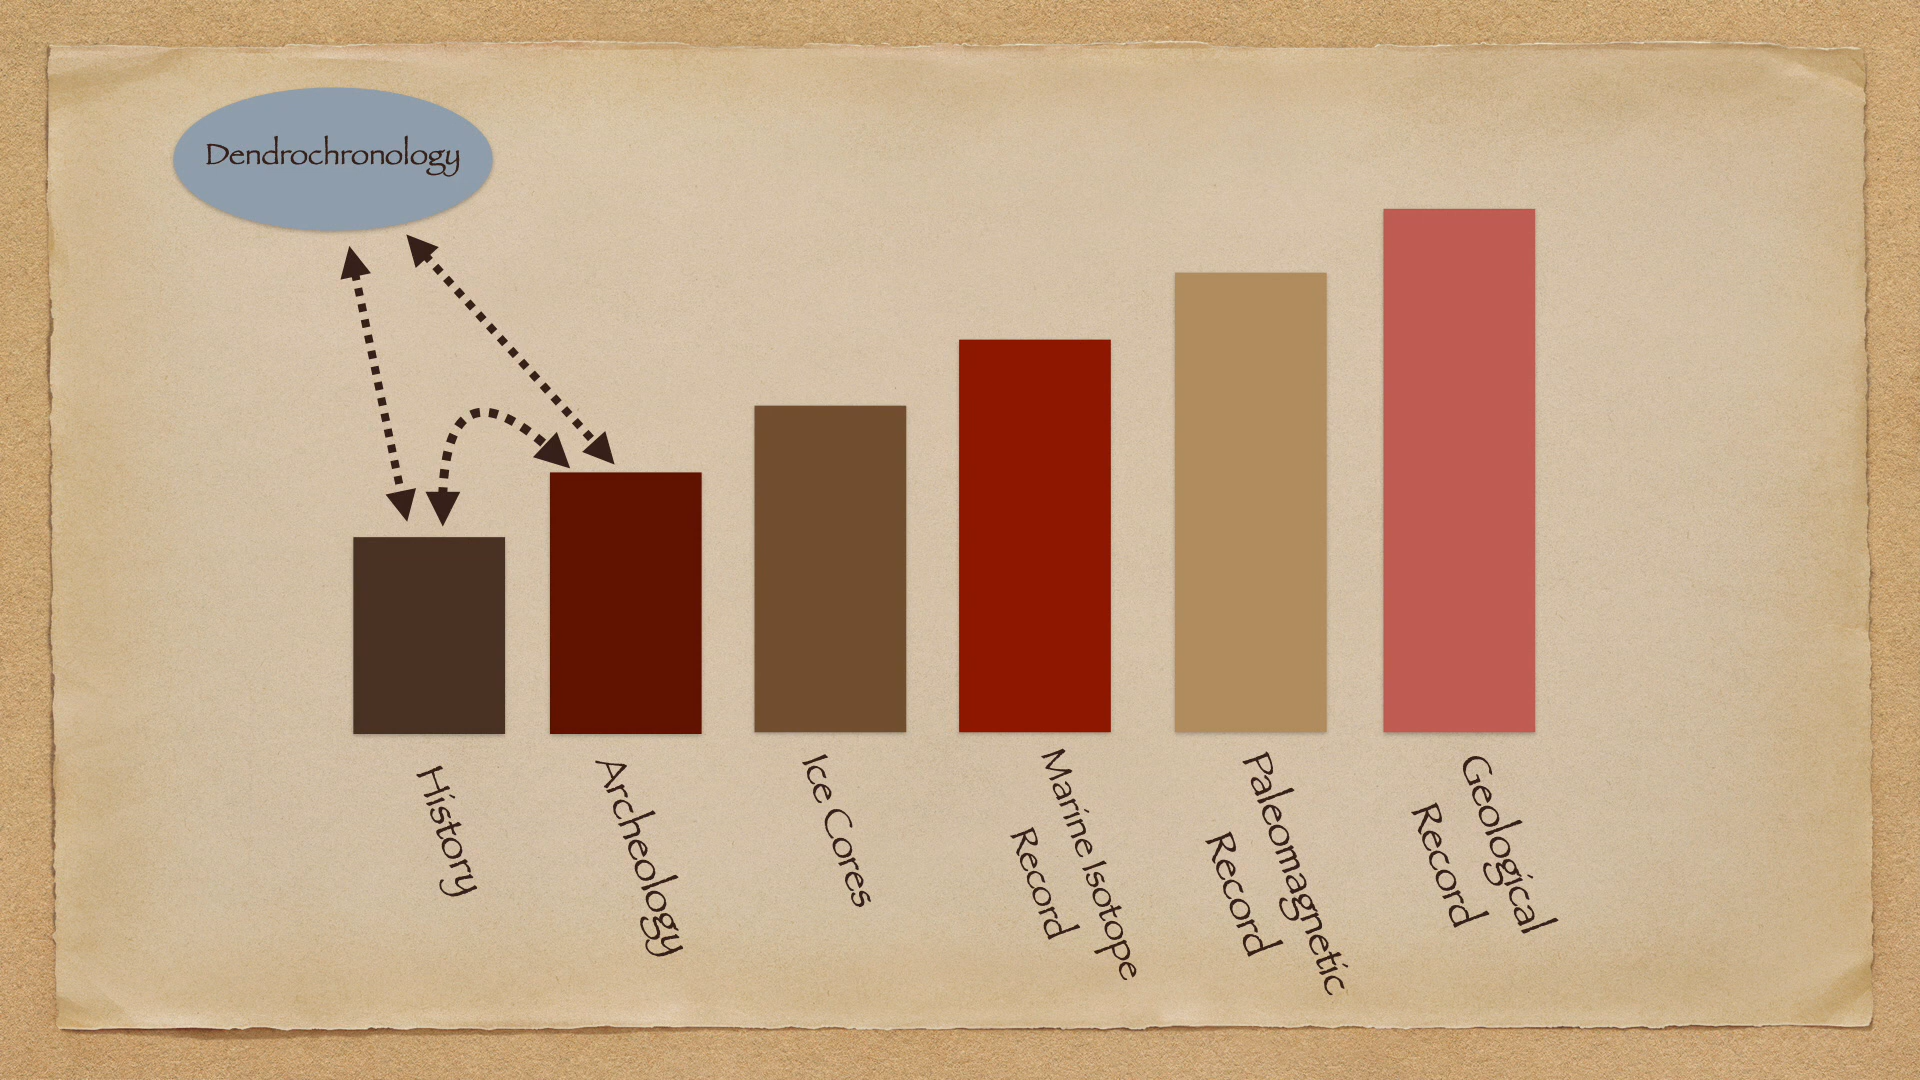 Dendrochronology
History
Archeology
Ice Cores
Marine Isotope
Record
Paleomagnetic
Record
Geological
Record